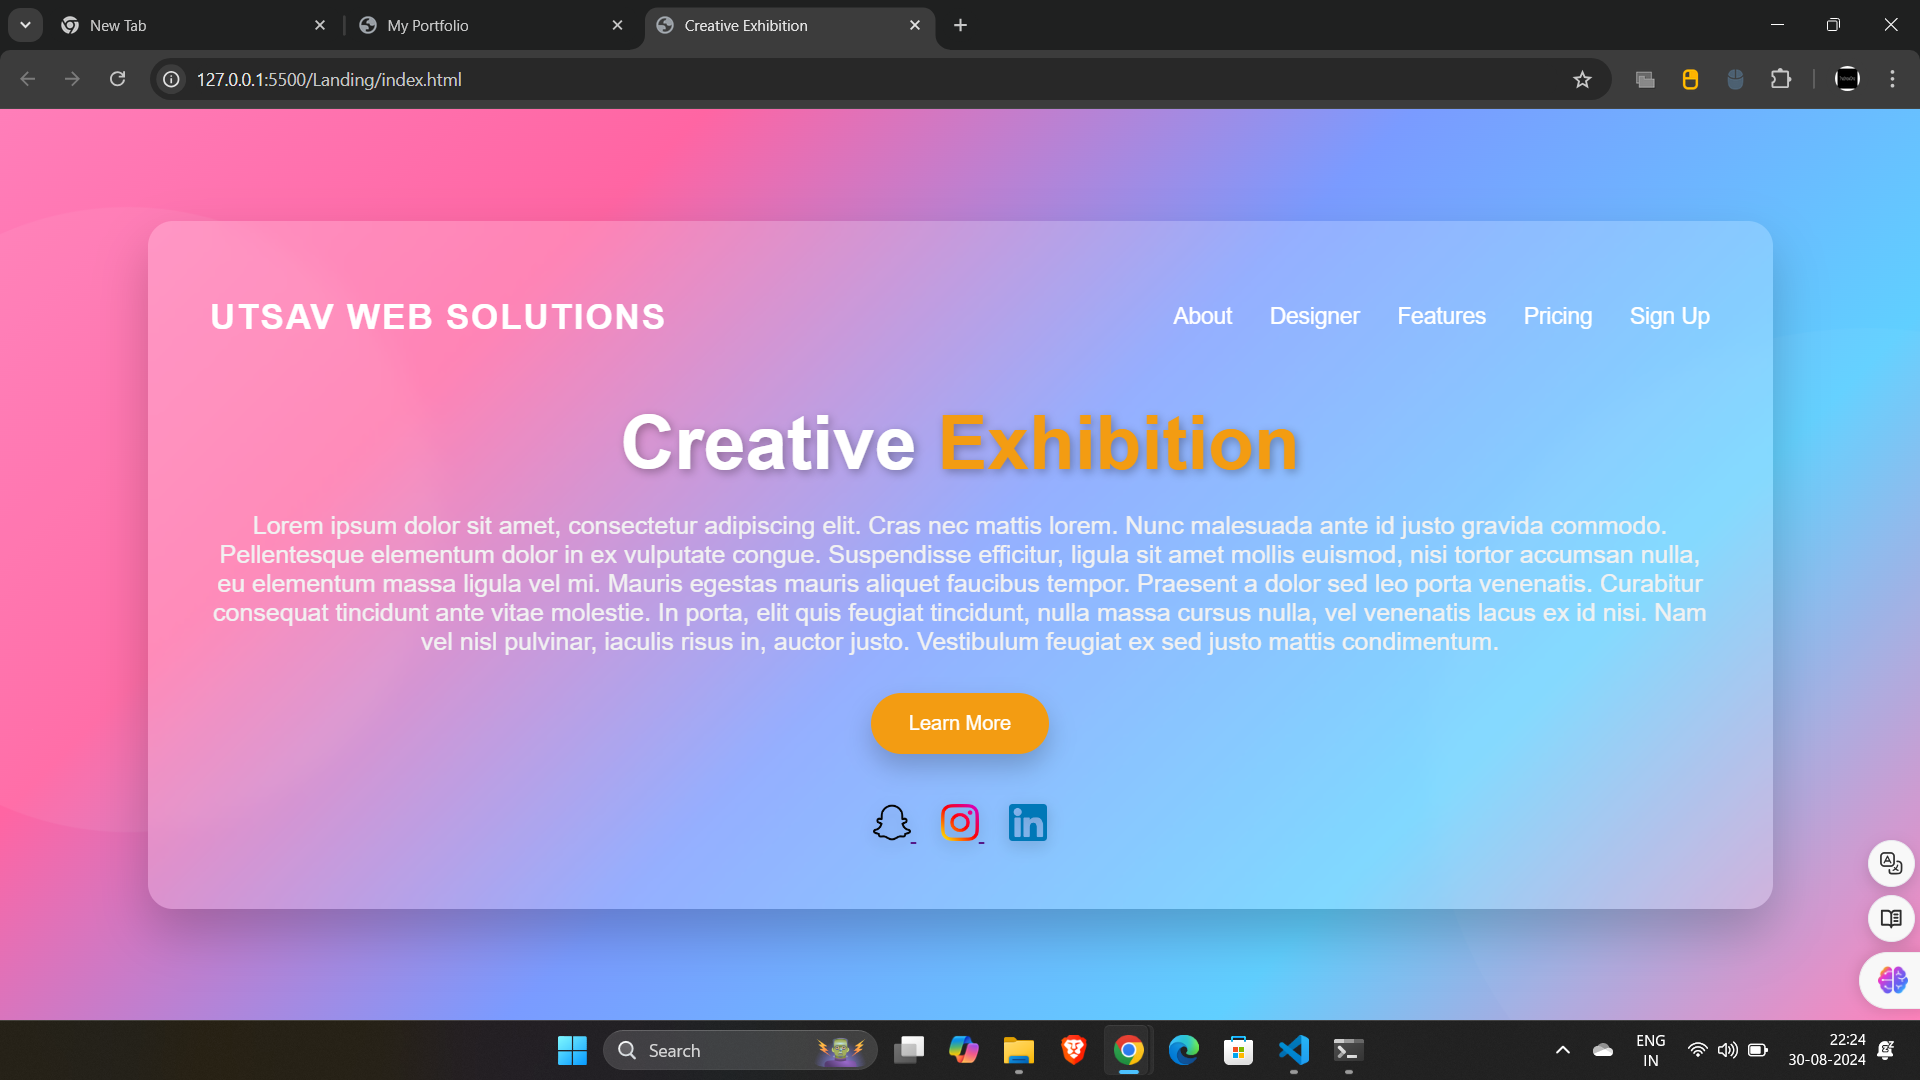 New Tab
My Portfolio
Creative Exhibition
127.0.0.1:5500/Landing/index.html
UTSAV WEB SOLUTIONS
About Designer Features Pricing Sign Up
Creative Exhibition
Lorem ipsum dolor sit amet, consectetur adipiscing elit. Cras nec mattis lorem. Nunc malesuada ante id justo gravida commodo.
Pellentesque elementum dolor in ex vulputate congue. Suspendisse efficitur, ligula sit amet mollis euismod, nisi tortor accumsan nulla,
eu elementum massa ligula vel mi. Mauris egestas mauris aliquet faucibus tempor. Praesent a dolor sed leo porta venenatis. Curabitur
consequat tincidunt ante vitae molestie. In porta, elit quis feugiat tincidunt, nulla massa cursus nulla, vel venenatis lacus ex id nisi. Nam
vel nisl pulvinar, iaculis risus in, auctor justo. Vestibulum feugiat ex sed justo mattis condimentum.
Learn More
in
Search
ENG
IN
22:24
30-08-2024